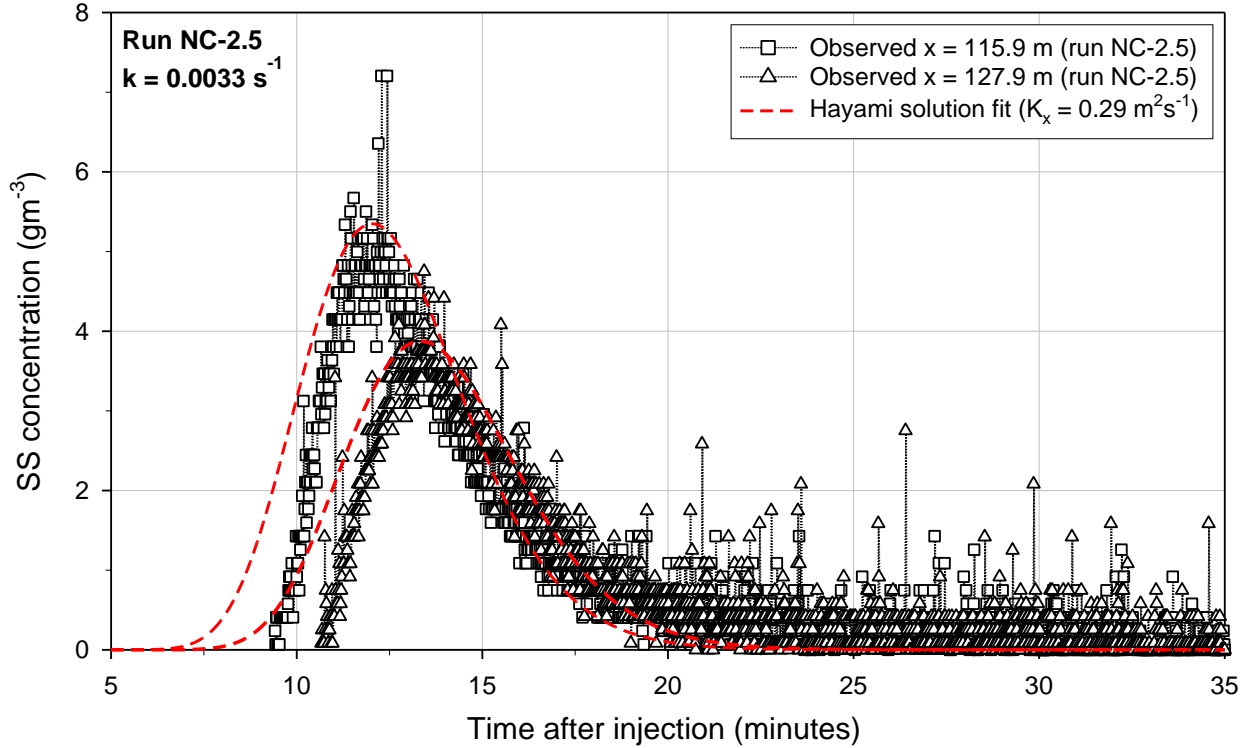 Run NC-2.5
k = 0.0033 s⁻¹
Observed x = 115.9 m (run NC-2.5)
Observed x = 127.9 m (run NC-2.5)
Hayami solution fit (Kₓ = 0.29 m²s⁻¹)
SS concentration (gm⁻³)
8
6
4
2
0
5 10 15 20 25 30 35
Time after injection (minutes)